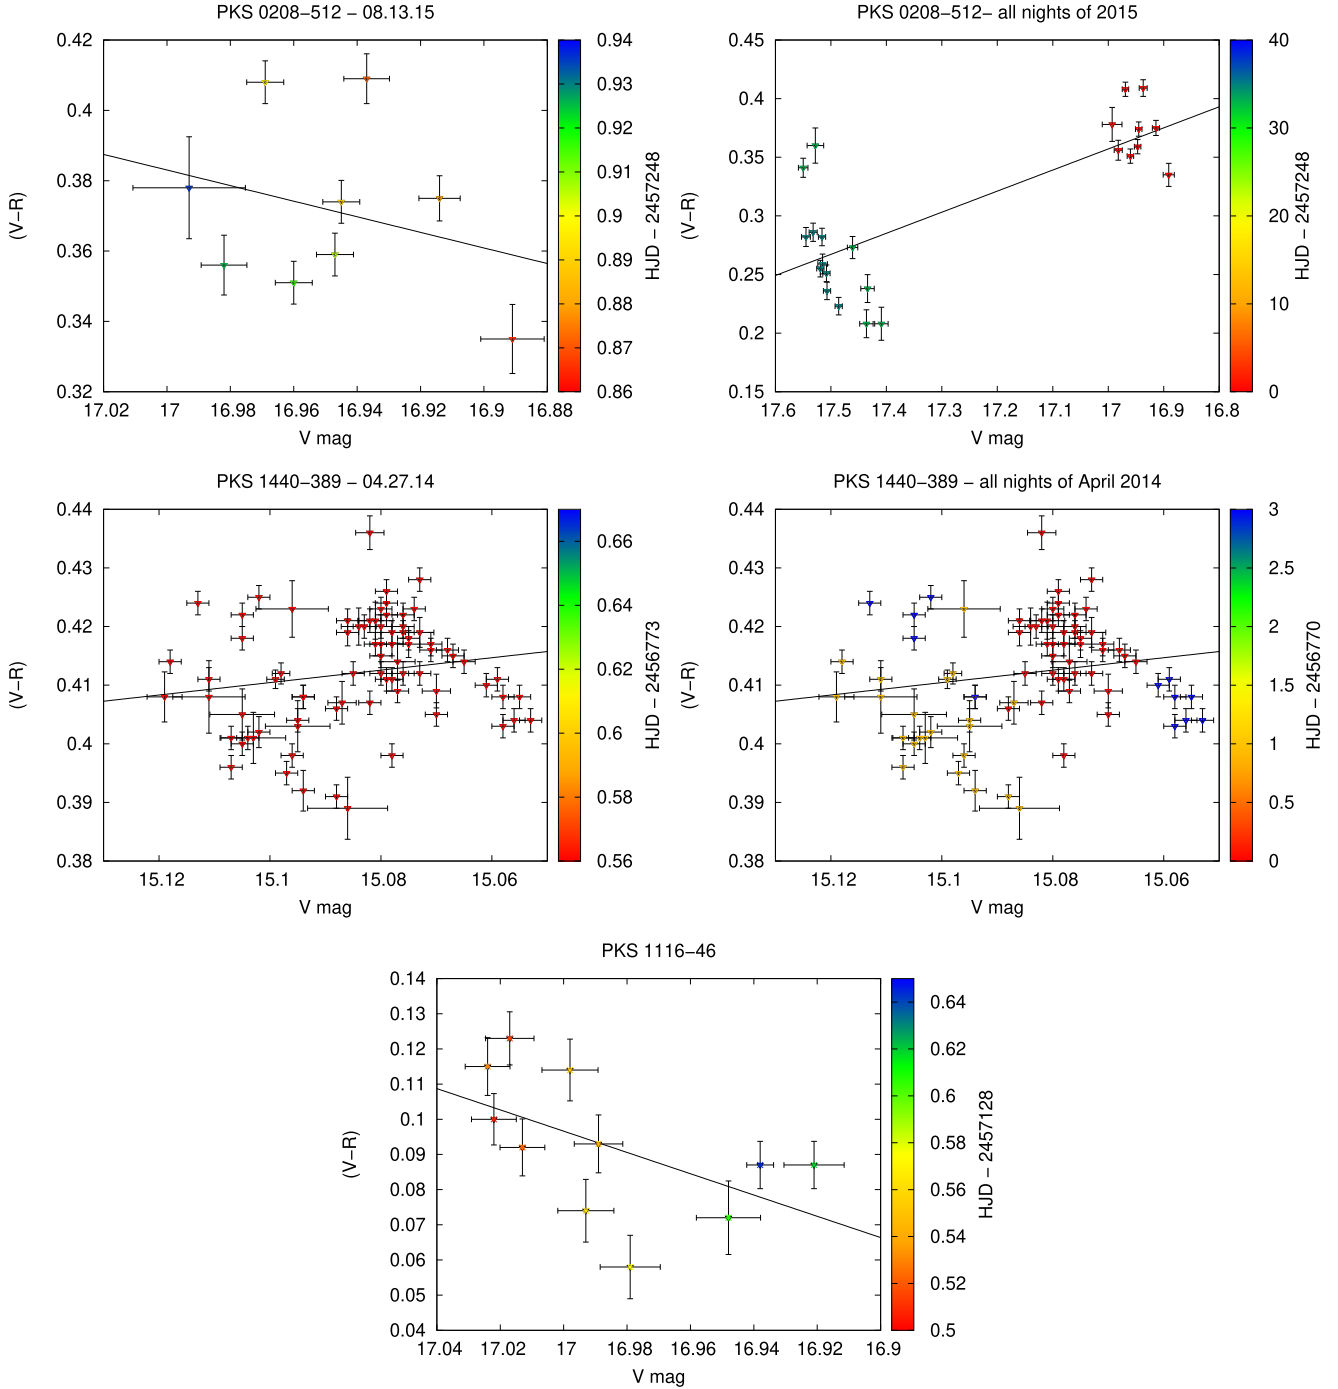 PKS 0208−512 − 08.13.15
0.42
0.4
0.38
0.36
0.34
0.32
(V−R)
17.02 17 16.98 16.96 16.94 16.92 16.9 16.88
V mag
0.94
0.93
0.92
0.91
0.9
0.89
0.88
0.87
0.86
HJD − 2457248
PKS 0208−512− all nights of 2015
0.45
0.4
0.35
0.3
0.25
0.2
0.15
(V−R)
17.6 17.5 17.4 17.3 17.2 17.1 17 16.9 16.8
V mag
40
30
20
10
0
HJD − 2457248
PKS 1440−389 − 04.27.14
0.44
0.43
0.42
0.41
0.4
0.39
0.38
(V−R)
15.12 15.1 15.08 15.06
V mag
0.66
0.64
0.62
0.6
0.58
0.56
HJD − 2456773
PKS 1440−389 − all nights of April 2014
0.44
0.43
0.42
0.41
0.4
0.39
0.38
(V−R)
15.12 15.1 15.08 15.06
V mag
3
2.5
2
1.5
1
0.5
0
HJD − 2456770
PKS 1116−46
0.14
0.13
0.12
0.11
0.1
0.09
0.08
0.07
0.06
0.05
0.04
(V−R)
17.04 17.02 17 16.98 16.96 16.94 16.92 16.9
V mag
0.64
0.62
0.6
0.58
0.56
0.54
0.52
0.5
HJD − 2457128